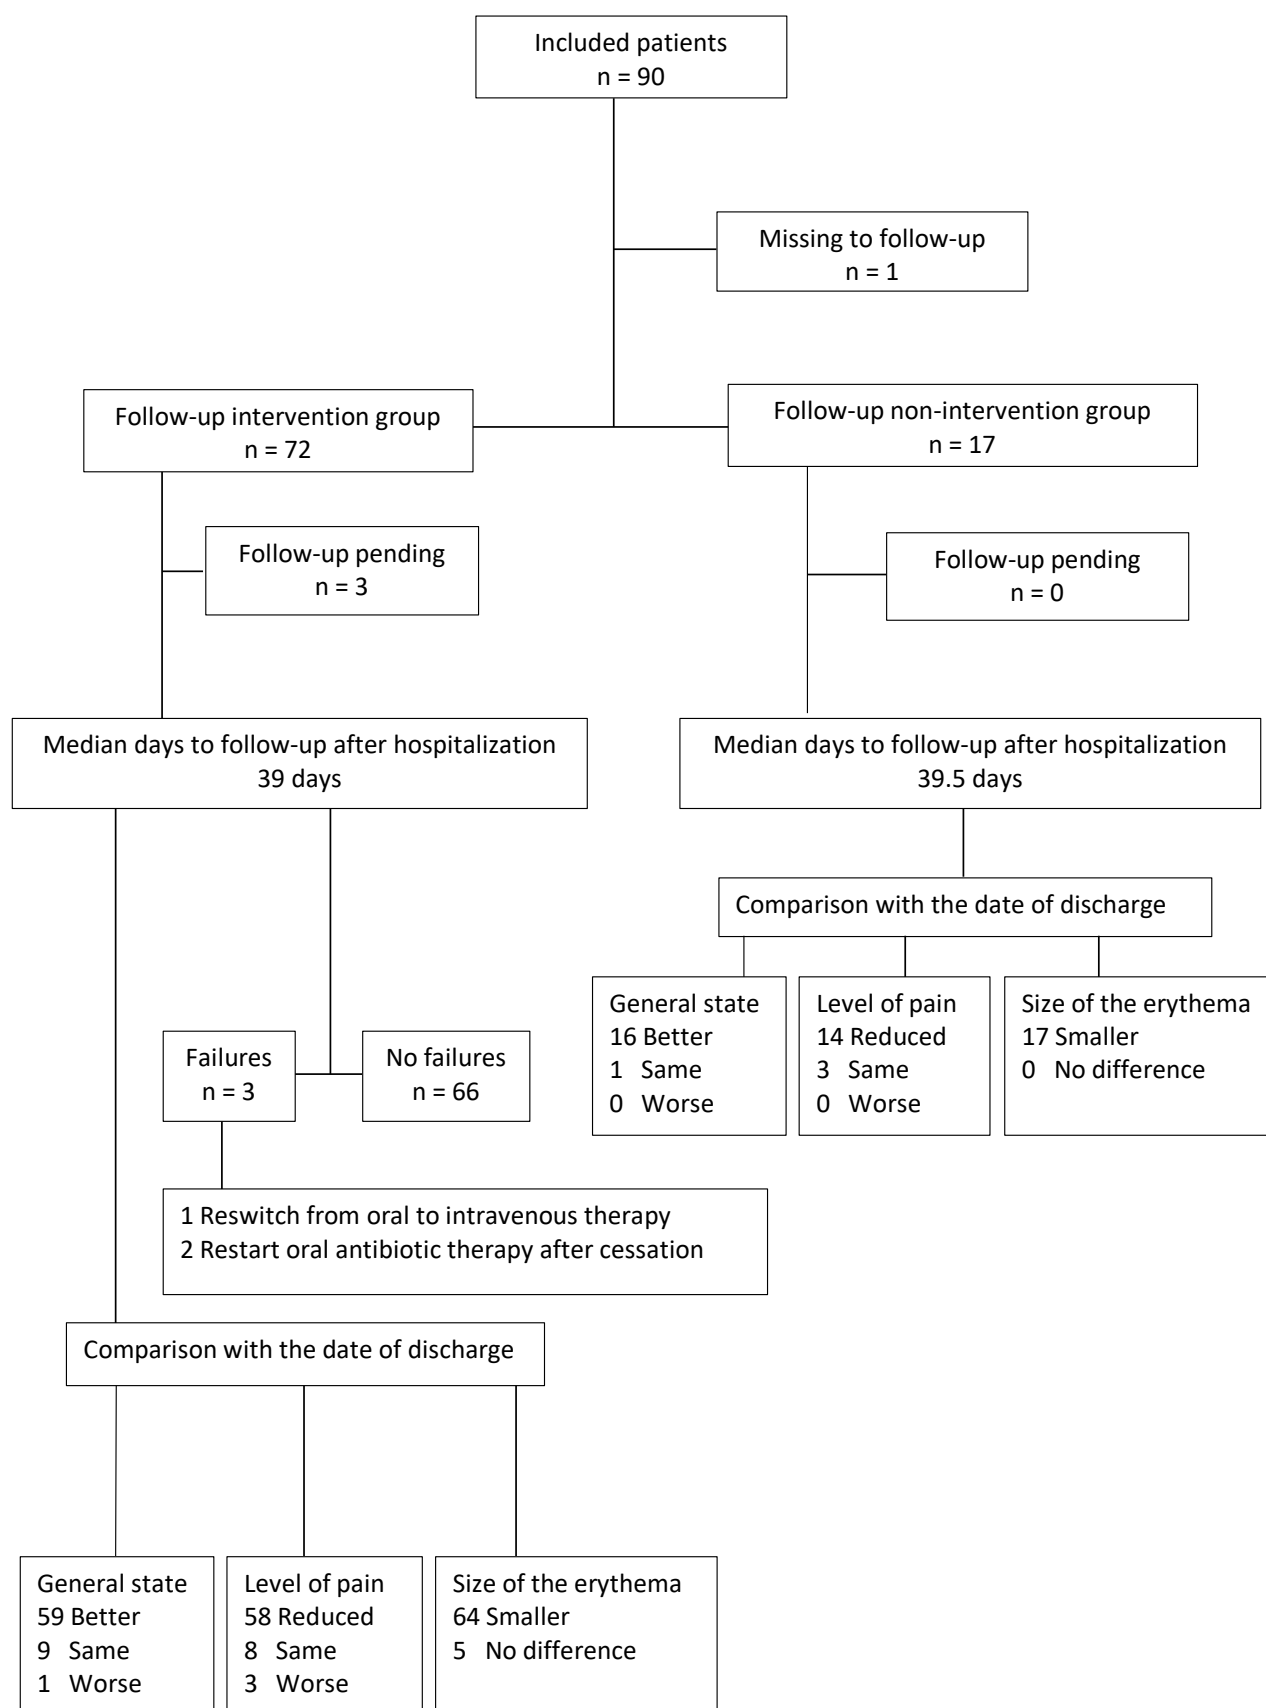 Included patients
n = 90
Missing to follow-up
n = 1
Follow-up intervention group
n = 72
Follow-up non-intervention group
n = 17
Follow-up pending
n = 3
Follow-up pending
n = 0
Median days to follow-up after hospitalization
39 days
Median days to follow-up after hospitalization
39.5 days
Comparison with the date of discharge
General state
16 Better
1 Same
0 Worse
Level of pain
14 Reduced
3 Same
0 Worse
Size of the erythema
17 Smaller
0 No difference
Failures
n = 3
No failures
n = 66
1 Reswitch from oral to intravenous therapy
2 Restart oral antibiotic therapy after cessation
Comparison with the date of discharge
General state
59 Better
9 Same
1 Worse
Level of pain
58 Reduced
8 Same
3 Worse
Size of the erythema
64 Smaller
5 No difference